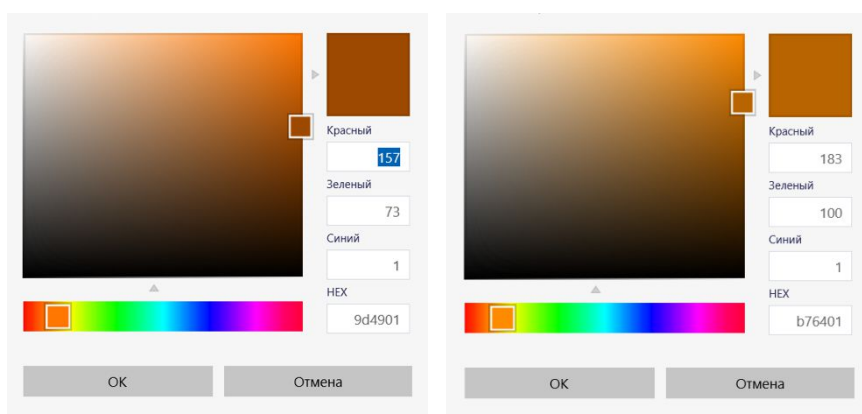 Красный
157
Зеленый
73
Синий
1
HEX
9d4901
OK
Отмена
Красный
183
Зеленый
100
Синий
1
HEX
b76401
OK
Отмена